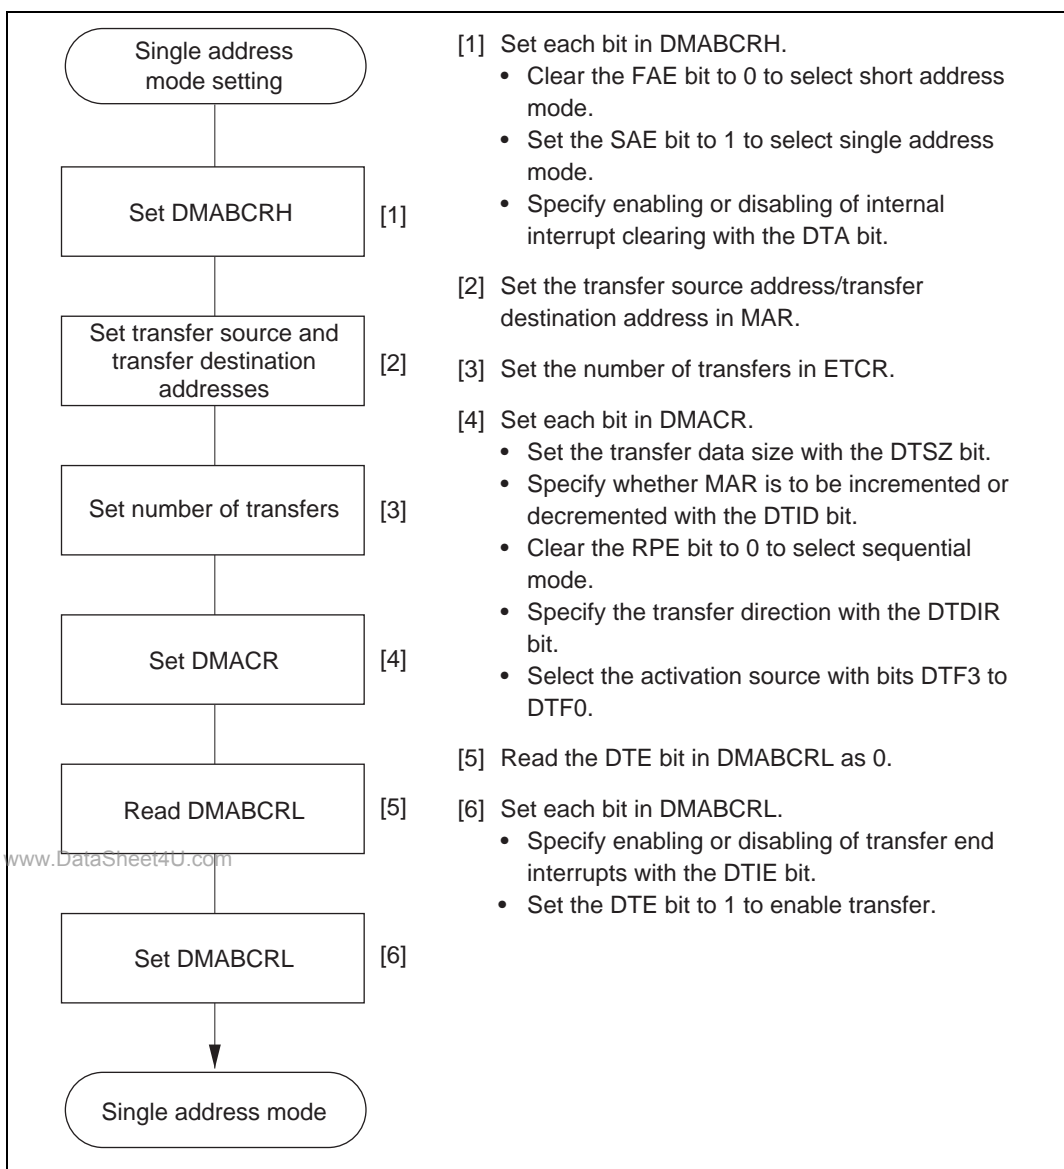 Single address
mode setting
Set DMABCRH
[1]
Set transfer source and
transfer destination
addresses
[2]
Set number of transfers
[3]
Set DMACR
[4]
Read DMABCRL
[5]
www.DataSheet4U.com
Set DMABCRL
[6]
Single address mode
[1] Set each bit in DMABCRH.
• Clear the FAE bit to 0 to select short address
mode.
• Set the SAE bit to 1 to select single address
mode.
• Specify enabling or disabling of internal
interrupt clearing with the DTA bit.
[2] Set the transfer source address/transfer
destination address in MAR.
[3] Set the number of transfers in ETCR.
[4] Set each bit in DMACR.
• Set the transfer data size with the DTSZ bit.
• Specify whether MAR is to be incremented or
decremented with the DTID bit.
• Clear the RPE bit to 0 to select sequential
mode.
• Specify the transfer direction with the DTDIR
bit.
• Select the activation source with bits DTF3 to
DTF0.
[5] Read the DTE bit in DMABCRL as 0.
[6] Set each bit in DMABCRL.
• Specify enabling or disabling of transfer end
interrupts with the DTIE bit.
• Set the DTE bit to 1 to enable transfer.